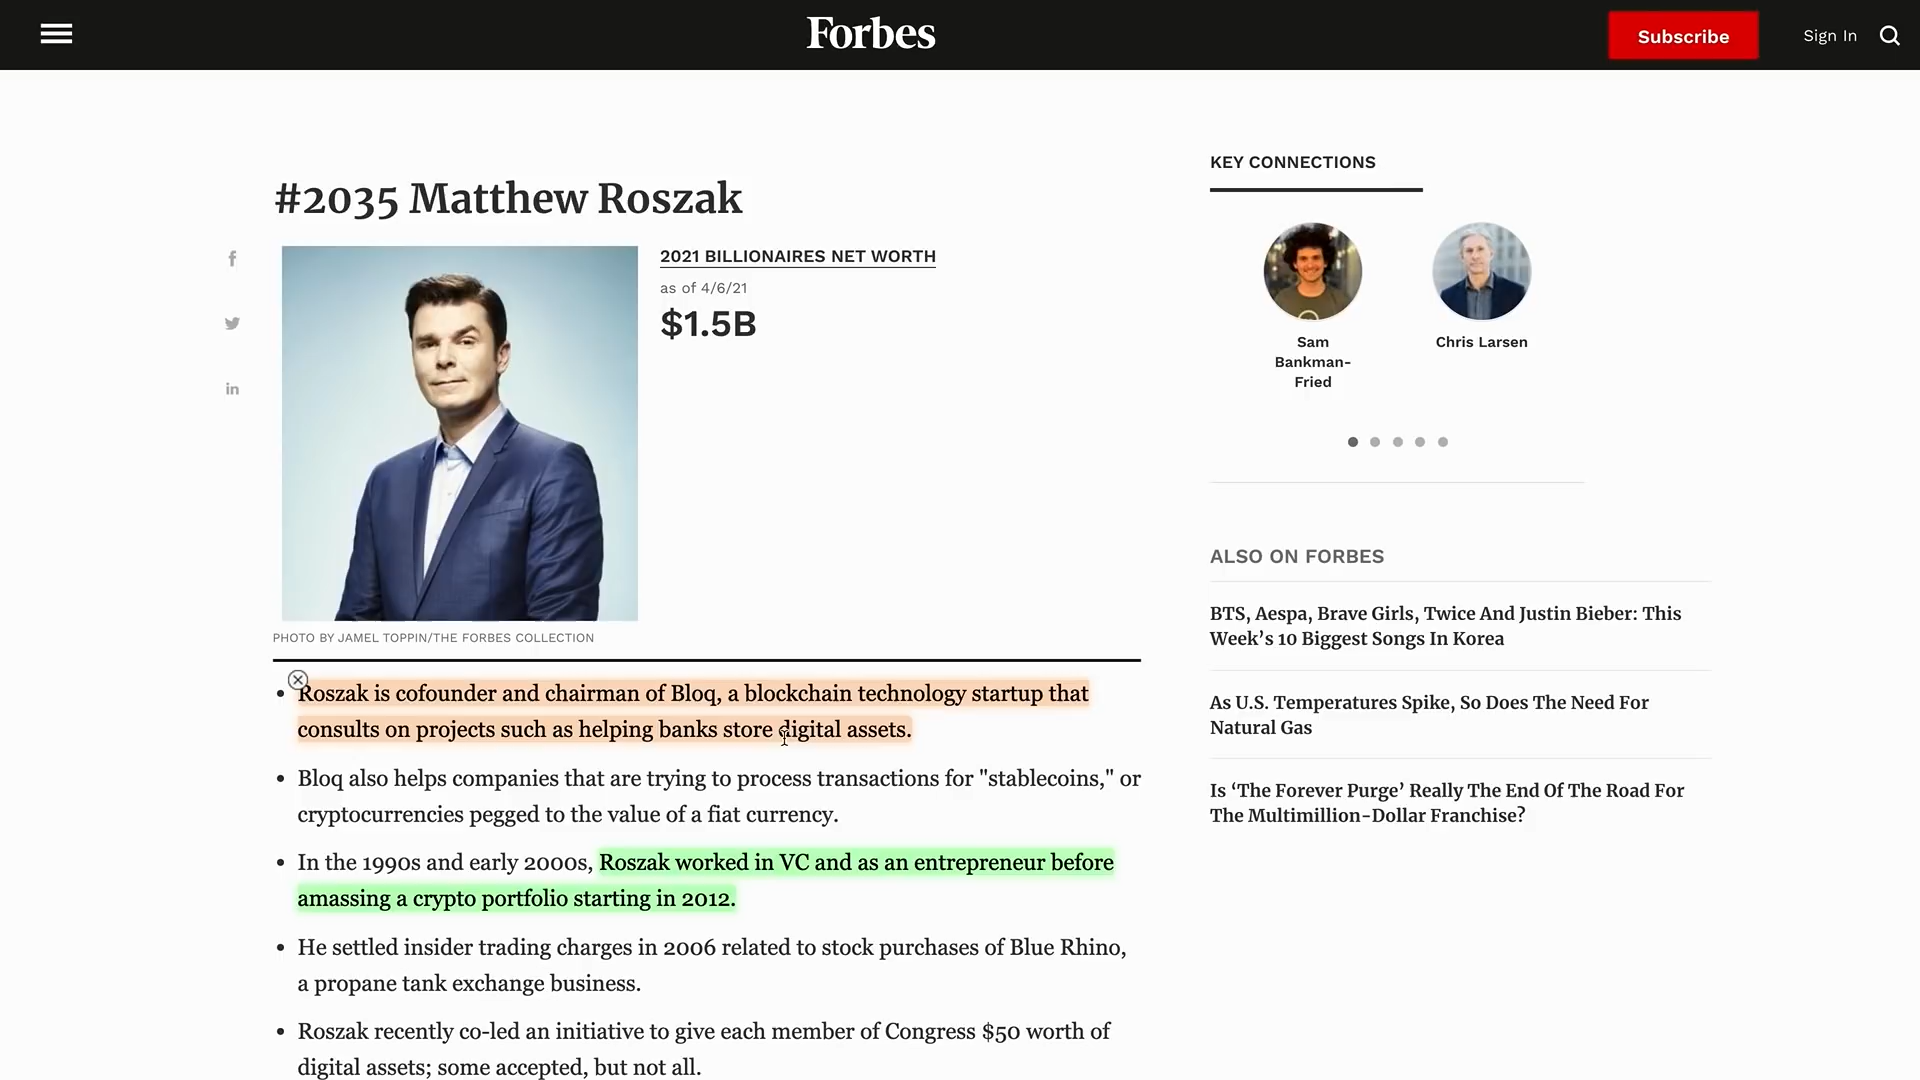 Forbes
Subscribe
Sign In
#2035 Matthew Roszak
2021 BILLIONAIRES NET WORTH
as of 4/6/21
$1.5B
PHOTO BY JAMEL TOPPIN/THE FORBES COLLECTION
• Roszak is cofounder and chairman of Bloq, a blockchain technology startup that
consults on projects such as helping banks store digital assets.
• Bloq also helps companies that are trying to process transactions for "stablecoins," or
cryptocurrencies pegged to the value of a fiat currency.
• In the 1990s and early 2000s, Roszak worked in VC and as an entrepreneur before
amassing a crypto portfolio starting in 2012.
• He settled insider trading charges in 2006 related to stock purchases of Blue Rhino,
a propane tank exchange business.
• Roszak recently co-led an initiative to give each member of Congress $50 worth of
digital assets; some accepted, but not all.
KEY CONNECTIONS
Sam
Bankman-
Fried
Chris Larsen
ALSO ON FORBES
BTS, Aespa, Brave Girls, Twice And Justin Bieber: This
Week’s 10 Biggest Songs In Korea
As U.S. Temperatures Spike, So Does The Need For
Natural Gas
Is ‘The Forever Purge’ Really The End Of The Road For
The Multimillion-Dollar Franchise?